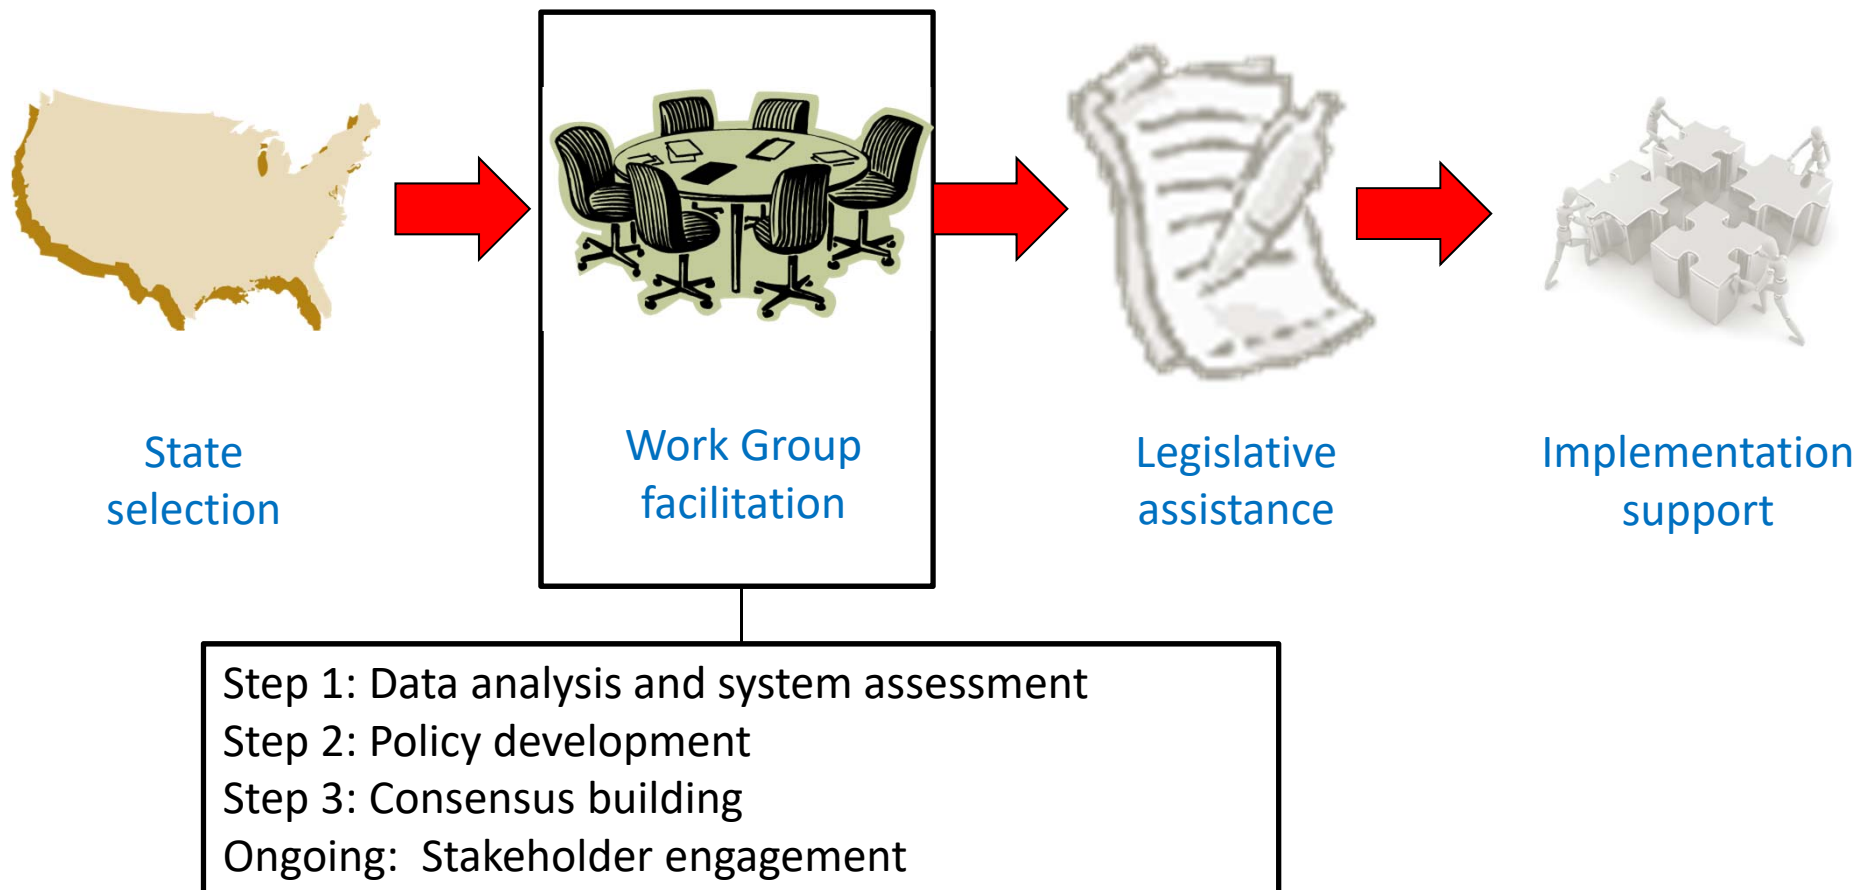 State
selection
Work Group
facilitation
Legislative
assistance
Implementation
support
Step 1: Data analysis and system assessment
Step 2: Policy development
Step 3: Consensus building
Ongoing:  Stakeholder engagement